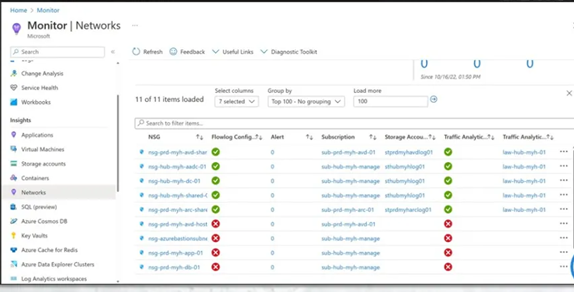 Home > Monitor
Monitor | Networks ...
Microsoft
Search
Refresh Feedback Useful Links Diagnostic Toolkit
Change Analysis
Service Health
Workbooks
Insights
Applications
Virtual Machines
Storage accounts
Containers
Networks
SQL (preview)
Azure Cosmos DB
Key Vaults
Azure Cache for Redis
Azure Data Explorer Clusters
Log Analytics workspaces
0 0 0
Since 10/16/22, 01:50 PM
Select columns Group by Load more
11 of 11 items loaded 7 selected Top 100 - No grouping 100
Search to filter items...
NSG Flowlog Config... Alert Subscription Storage Accou... Traffic Analytic... Traffic Analytic...
nsg-prd-myh-avd-shar 0 sub-prd-myh-avd-01 stprdmyhavdlog01 law-hub-myh-01 ...
nsg-hub-myh-aadc-01 0 sub-hub-myh-manage sthubmyhlog01 law-hub-myh-01 ...
nsg-hub-myh-dc-01 0 sub-hub-myh-manage sthubmyhlog01 law-hub-myh-01 ...
nsg-hub-myh-shared-0 0 sub-hub-myh-manage sthubmyhlog01 law-hub-myh-01 ...
nsg-prd-myh-arc-share 0 sub-prd-myh-arc-01 stprdmyharclog01 law-hub-myh-01 ...
nsg-prd-myh-avd-host 0 sub-prd-myh-avd-01 ...
nsg-azurebastionsubne 0 sub-hub-myh-manage ...
nsg-prd-myh-app-01 0 sub-hub-myh-manage ...
nsg-prd-myh-db-01 0 sub-hub-myh-manage ...